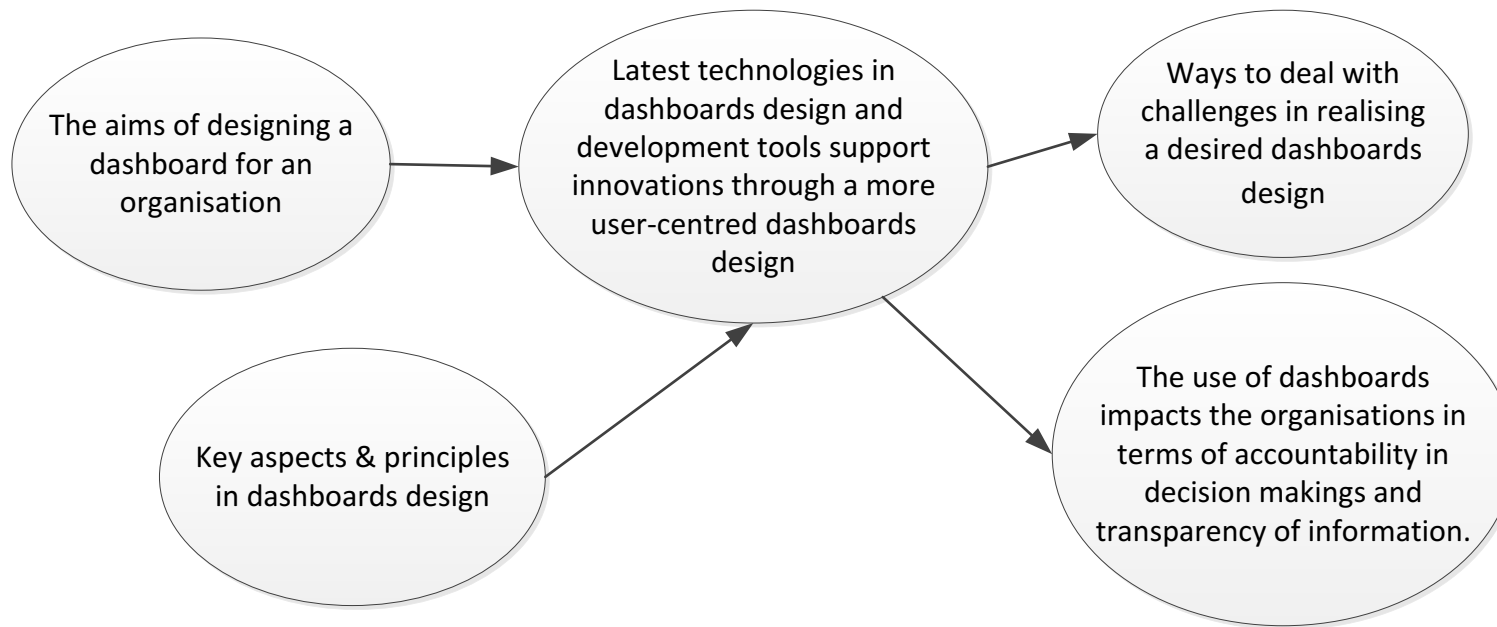 The aims of designing a
dashboard for an
organisation
Latest technologies in
dashboards design and
development tools support
innovations through a more
user-centred dashboards
design
Ways to deal with
challenges in realising
a desired dashboards
design
Key aspects & principles
in dashboards design
The use of dashboards
impacts the organisations in
terms of accountability in
decision makings and
transparency of information.